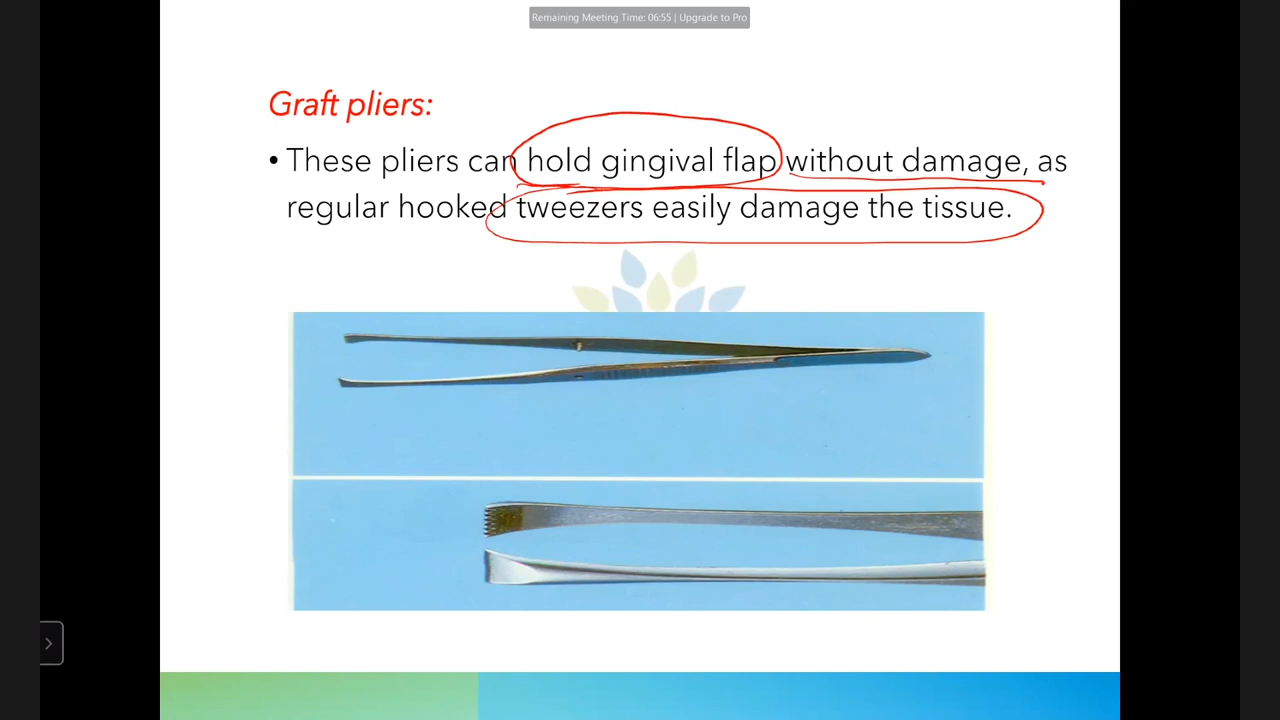 Remaining Meeting Time: 06:55 | Upgrade to Pro
Graft pliers:
• These pliers can hold gingival flap without damage, as
regular hooked tweezers easily damage the tissue.